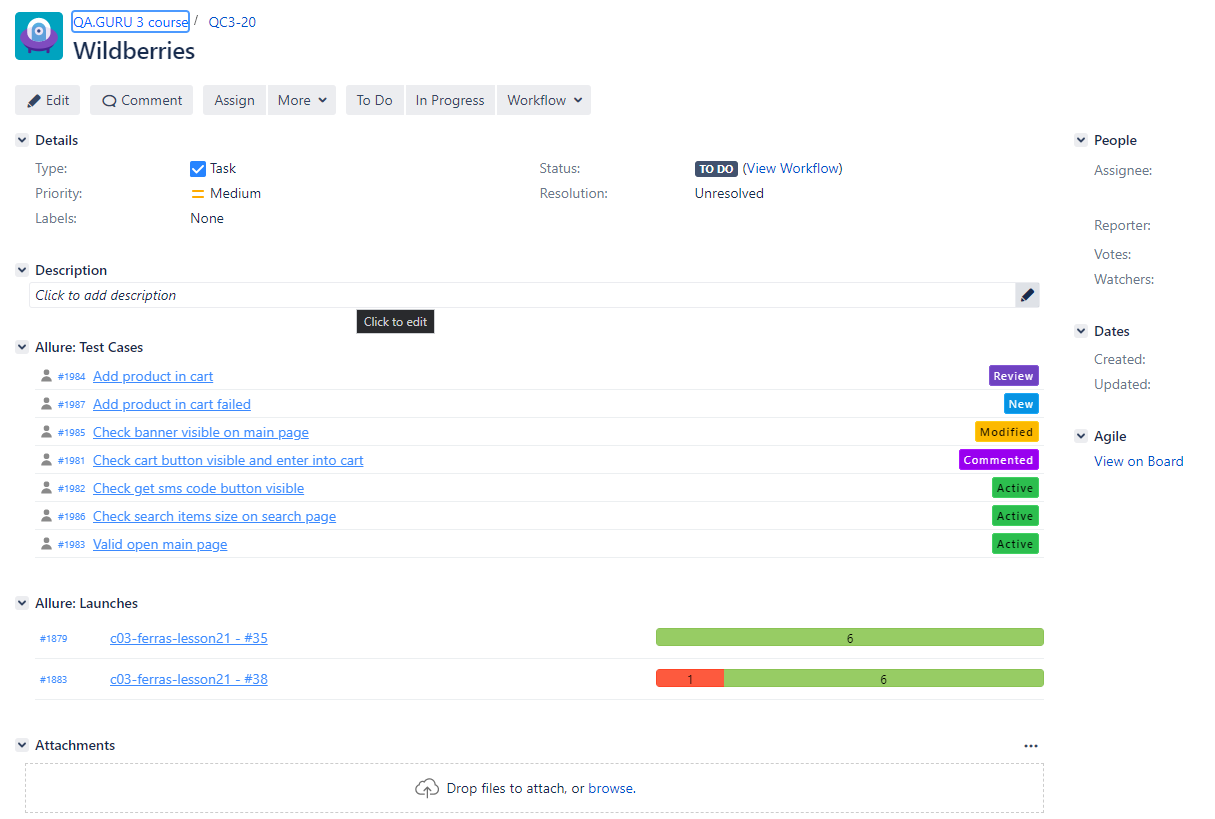 QA.GURU 3 course / QC3-20
Wildberries
Edit Comment Assign More To Do In Progress Workflow
Details
Type: Task
Status: TO DO (View Workflow)
Priority: Medium
Resolution: Unresolved
Labels: None
Description
Click to add description
Click to edit
Allure: Test Cases
#1984 Add product in cart Review
#1987 Add product in cart failed New
#1985 Check banner visible on main page Modified
#1981 Check cart button visible and enter into cart Commented
#1982 Check get sms code button visible Active
#1986 Check search items size on search page Active
#1983 Valid open main page Active
Allure: Launches
#1879 c03-ferras-lesson21 - #35 6
#1883 c03-ferras-lesson21 - #38 1 6
Attachments
Drop files to attach, or browse.
People
Assignee:
Reporter:
Votes:
Watchers:
Dates
Created:
Updated:
Agile
View on Board